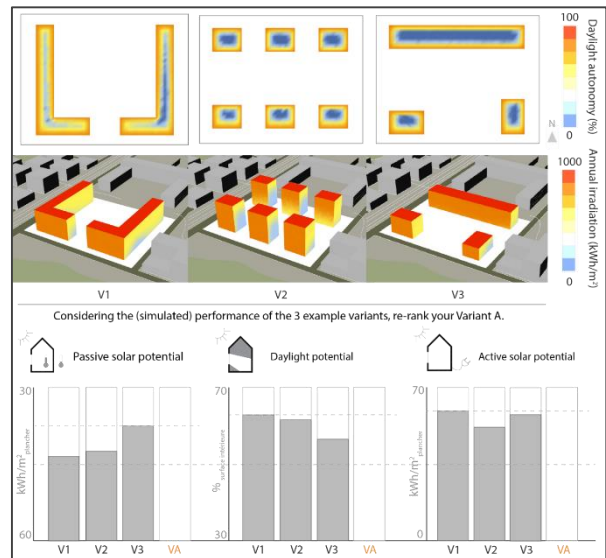 100
Daylight autonomy (%)
0
N
1000
Annual irradiation (kWh/m²)
0
V1 V2 V3
Considering the (simulated) performance of the 3 example variants, re-rank your Variant A.
Passive solar potential
Daylight potential
Active solar potential
30
kWh/m² plancher
60
V1 V2 V3 VA
70
% surface intérieure
30
V1 V2 V3 VA
70
kWh/m² plancher
0
V1 V2 V3 VA